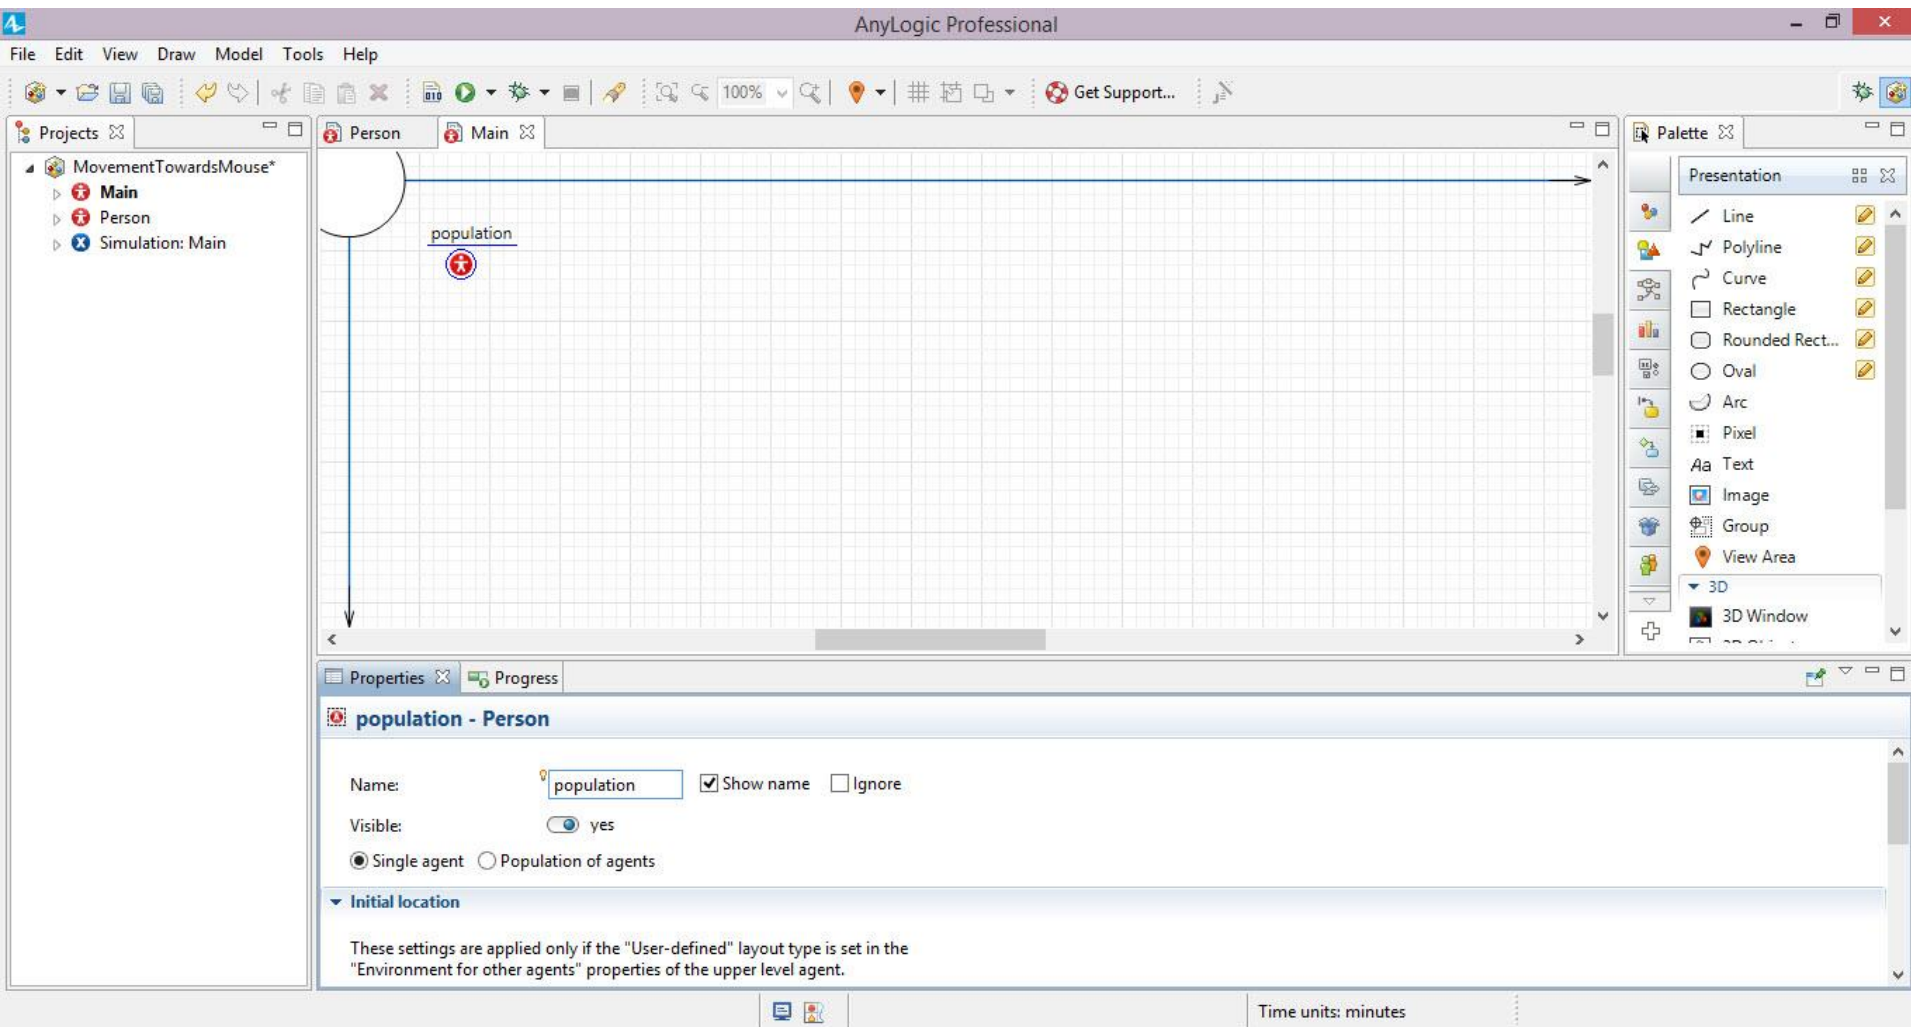 AnyLogic Professional
File Edit View Draw Model Tools Help
100% Get Support...
Projects
MovementTowardsMouse*
Main
Person
Simulation: Main
Person Main
population
Palette
Presentation
Line
Polyline
Curve
Rectangle
Rounded Rect...
Oval
Arc
Pixel
Aa Text
Image
Group
View Area
3D
3D Window
Properties Progress
population - Person
Name: population Show name Ignore
Visible: yes
Single agent Population of agents
Initial location
These settings are applied only if the "User-defined" layout type is set in the
"Environment for other agents" properties of the upper level agent.
Time units: minutes